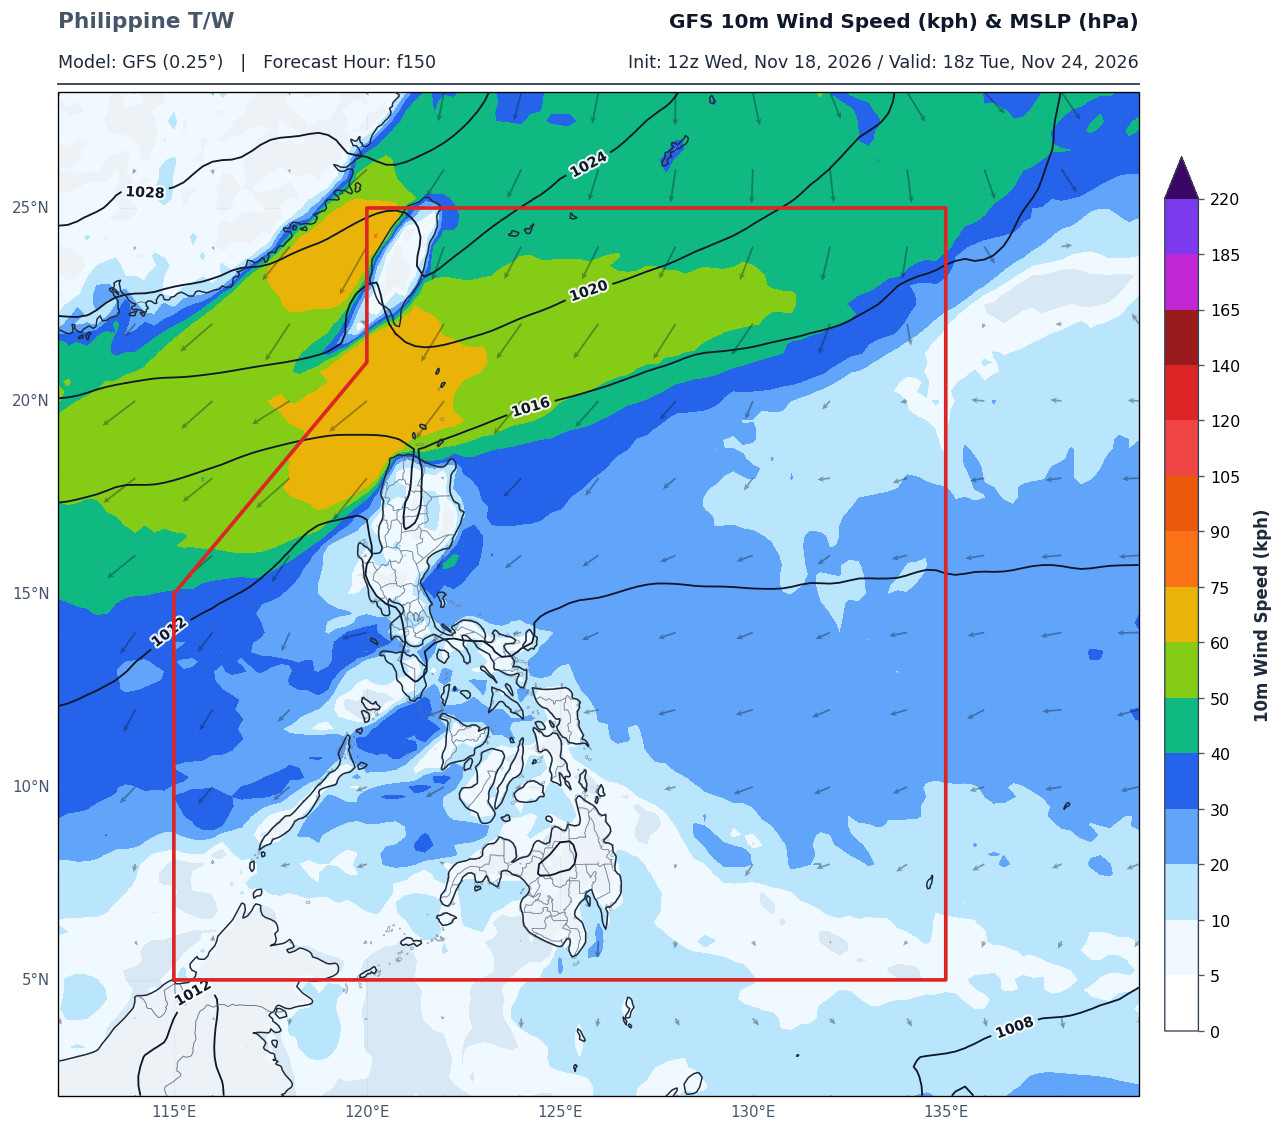 Philippine T/W
GFS 10m Wind Speed (kph) & MSLP (hPa)
Model: GFS (0.25°) | Forecast Hour: f150
Init: 12z Wed, Nov 18, 2026 / Valid: 18z Tue, Nov 24, 2026
1028
1024
1020
1016
1012
1012
1008
25°N
20°N
15°N
10°N
5°N
115°E
120°E
125°E
130°E
135°E
220
185
165
140
120
105
90
75
60
50
40
30
20
10
5
0
10m Wind Speed (kph)